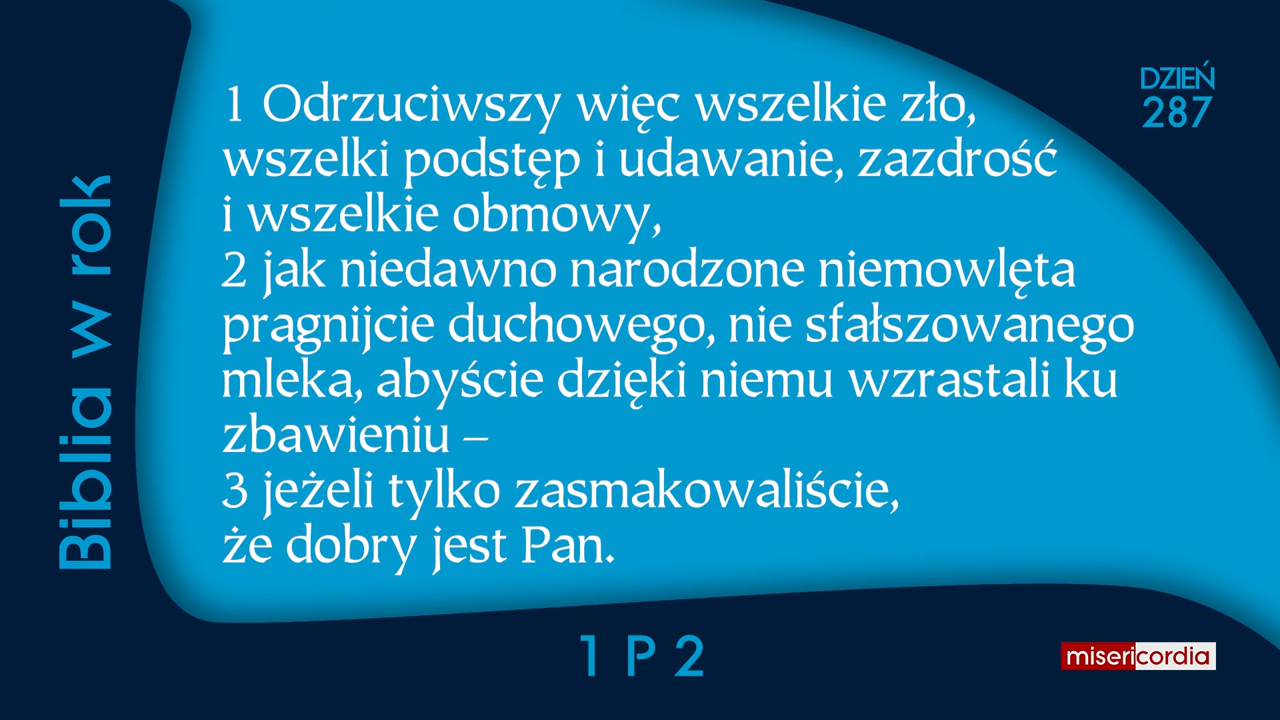 DZIEŃ
287
1 Odrzuciwszy więc wszelkie zło,
wszelki podstęp i udawanie, zazdrość
i wszelkie obmowy,
2 jak niedawno narodzone niemowlęta
pragnijcie duchowego, nie sfałszowanego
mleka, abyście dzięki niemu wzrastali ku
zbawieniu –
3 jeżeli tylko zasmakowaliście,
że dobry jest Pan.
Biblia w rok
1 P 2
misericordia